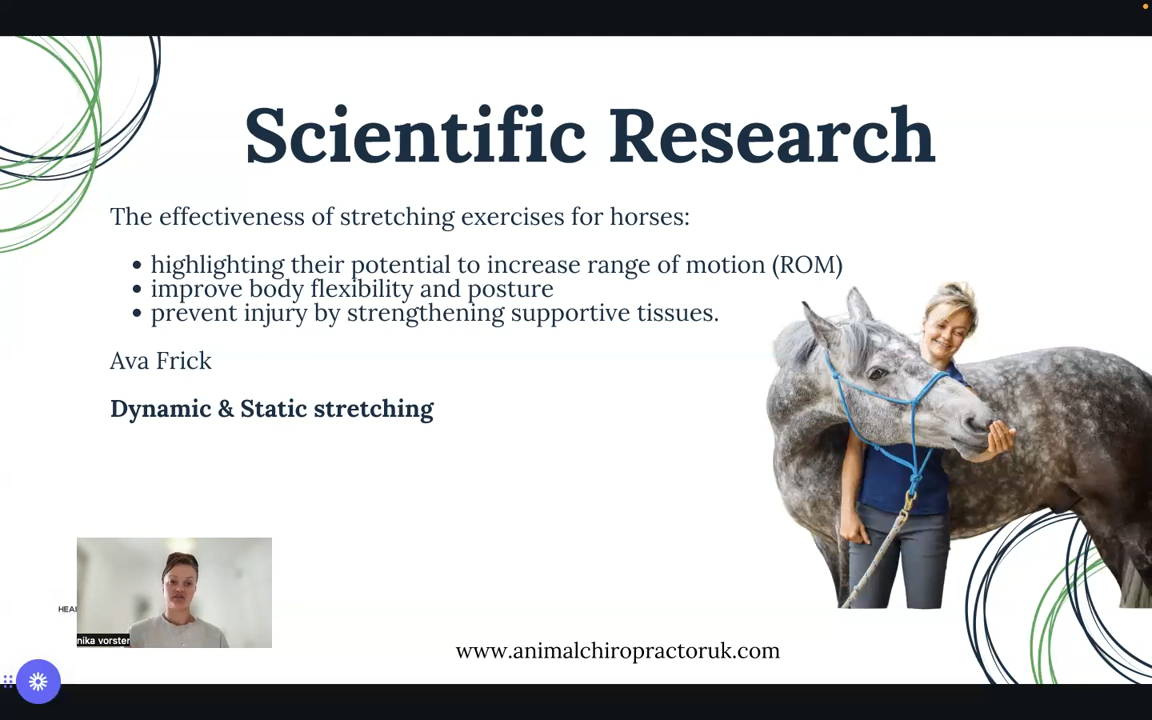 Scientific Research
The effectiveness of stretching exercises for horses:
• highlighting their potential to increase range of motion (ROM)
• improve body flexibility and posture
• prevent injury by strengthening supportive tissues.
Ava Frick
Dynamic & Static stretching
HEAL
nika vorster
www.animalchiropractoruk.com